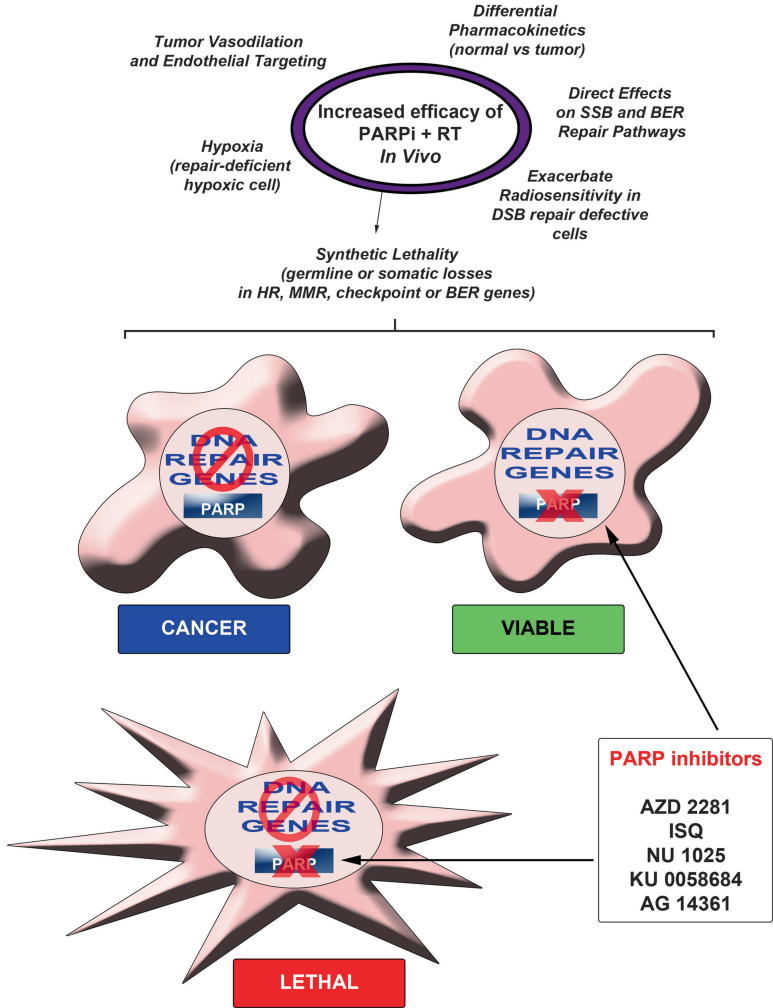 Differential
Pharmacokinetics
(normal vs tumor)
Tumor Vasodilation
and Endothelial Targeting
Increased efficacy of
PARPi + RT
In Vivo
Direct Effects
on SSB and BER
Repair Pathways
Hypoxia
(repair-deficient
hypoxic cell)
Exacerbate
Radiosensitivity in
DSB repair defective
cells
Synthetic Lethality
(germline or somatic losses
in HR, MMR, checkpoint or BER genes)
DNA
REPAIR
GENES
PARP
CANCER
DNA
REPAIR
GENES
PARP
VIABLE
DNA
REPAIR
GENES
PARP
LETHAL
PARP inhibitors
AZD 2281
ISQ
NU 1025
KU 0058684
AG 14361